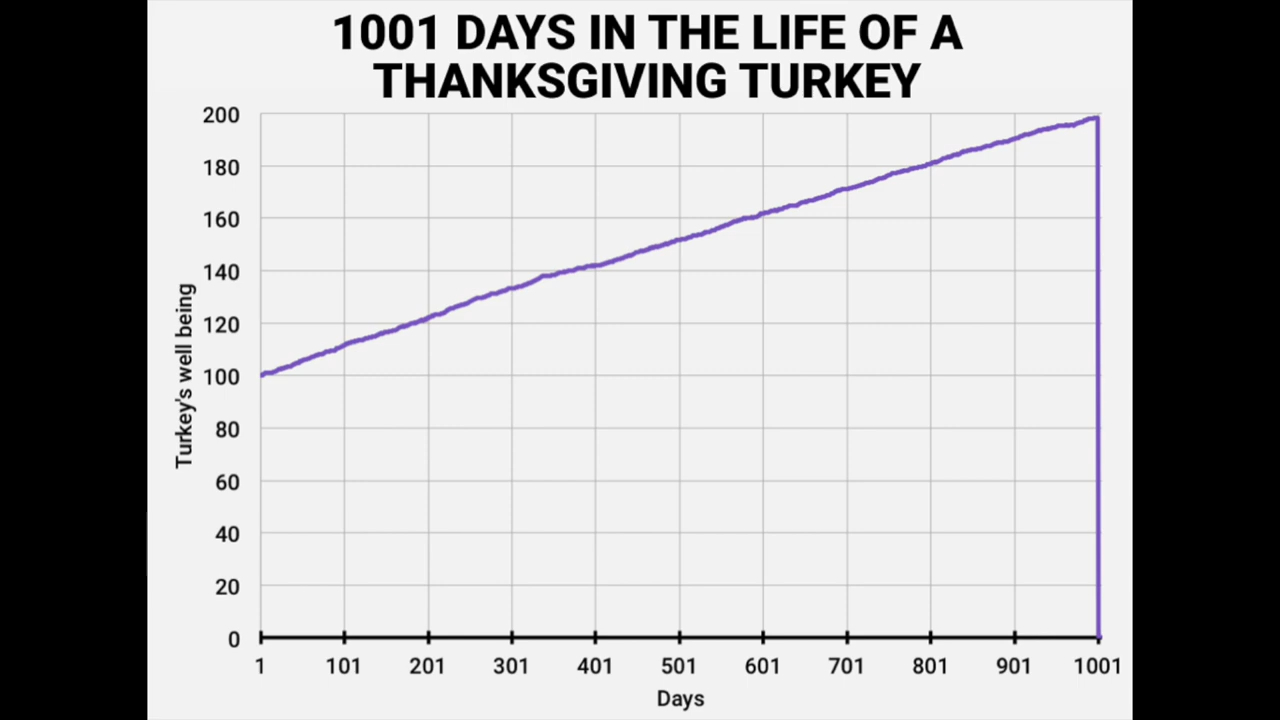 1001 DAYS IN THE LIFE OF A
THANKSGIVING TURKEY
200
180
160
140
120
100
80
60
40
20
0
Turkey's well being
1 101 201 301 401 501 601 701 801 901 1001
Days